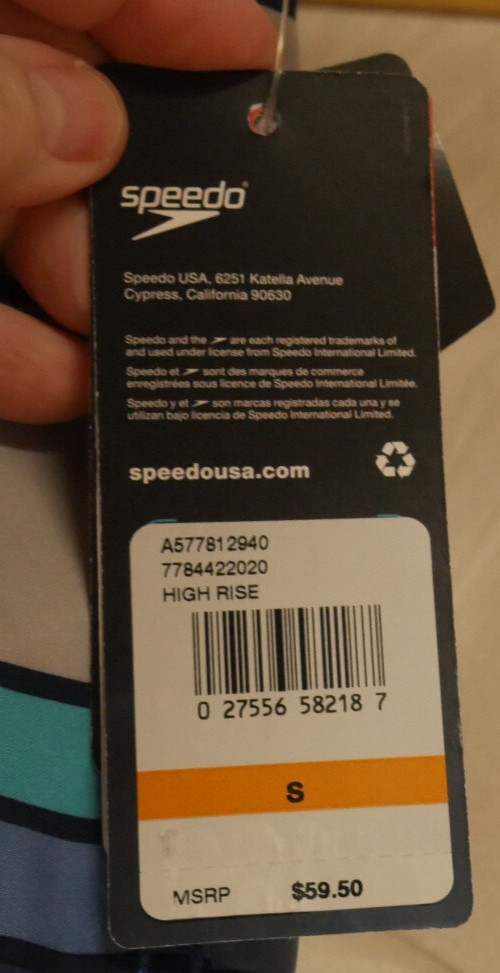 speedo®
Speedo USA, 6251 Katella Avenue
Cypress, California 90630
Speedo and the are each registered trademarks of
and used under license from Speedo International Limited.
Speedo et sont des marques de commerce
enregistrées sous licence de Speedo International Limitée.
Speedo y et son marcas registradas cada una y se
utilizan bajo licencia de Speedo International Limited.
speedousa.com
A577812940
7784422020
HIGH RISE
0 27556 58218 7
S
MSRP $59.50